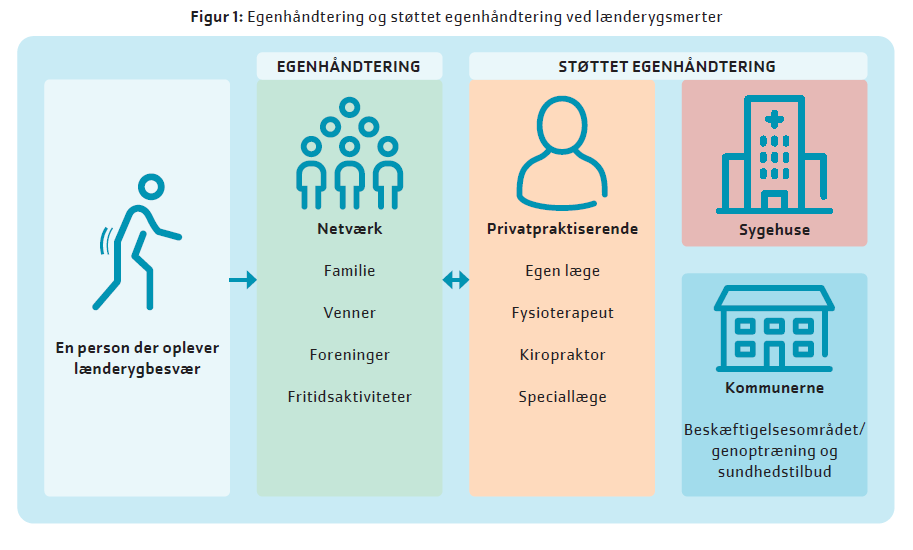 Figur 1: Egenhåndtering og støttet egenhåndtering ved lænderygsmerter
En person der oplever
lænderygbesvær
EGENHÅNDTERING
Netværk
Familie
Venner
Foreninger
Fritidsaktiviteter
STØTTET EGENHÅNDTERING
Privatpraktiserende
Egen læge
Fysioterapeut
Kiropraktor
Speciallæge
Sygehuse
Kommunerne
Beskæftigelsesområdet/
genoptræning og
sundhedstilbud